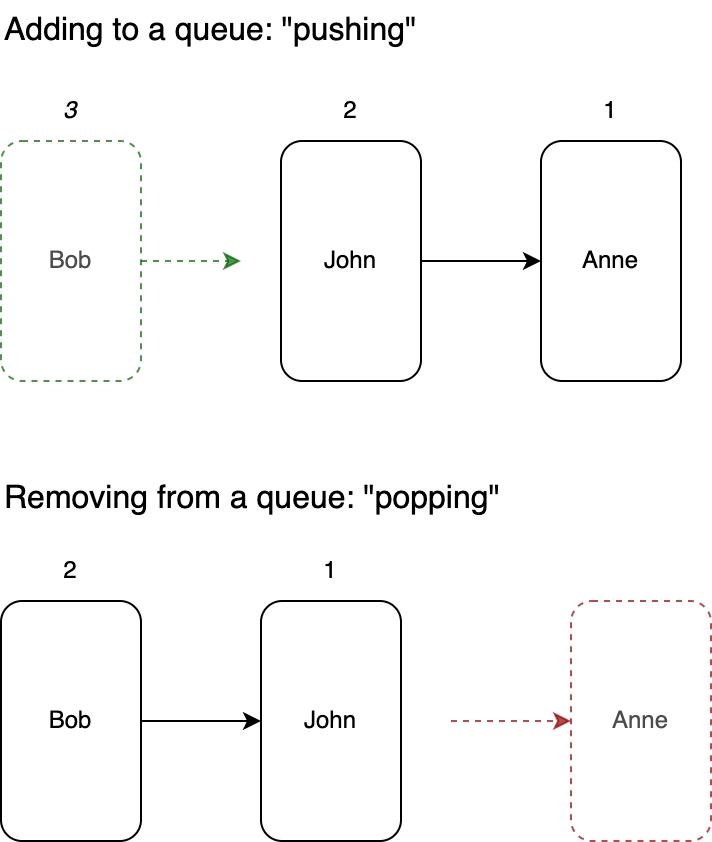 Adding to a queue: "pushing"
3 2 1
Bob John Anne
Removing from a queue: "popping"
2 1
Bob John Anne